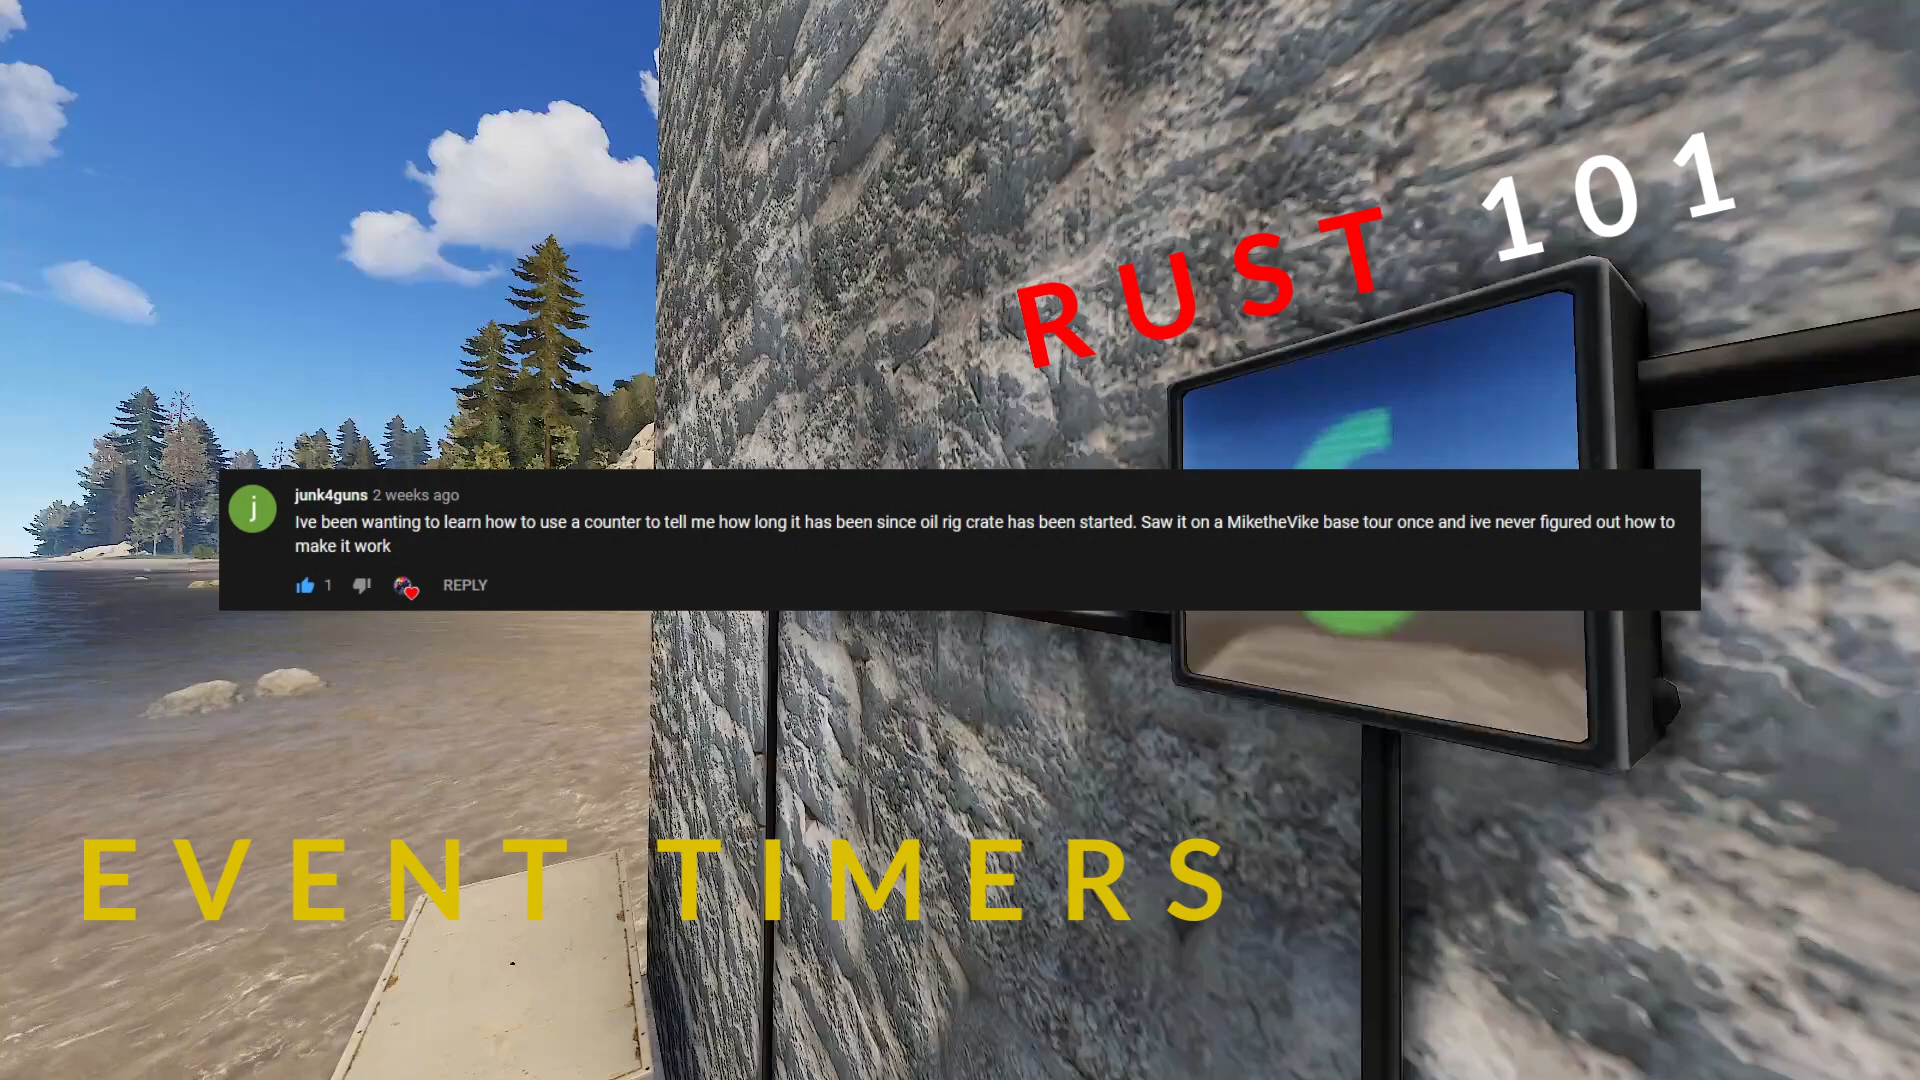 RUST 101
j
junk4guns 2 weeks ago
Ive been wanting to learn how to use a counter to tell me how long it has been since oil rig crate has been started. Saw it on a MiketheVike base tour once and ive never figured out how to
make it work
1
REPLY
EVENT TIMERS